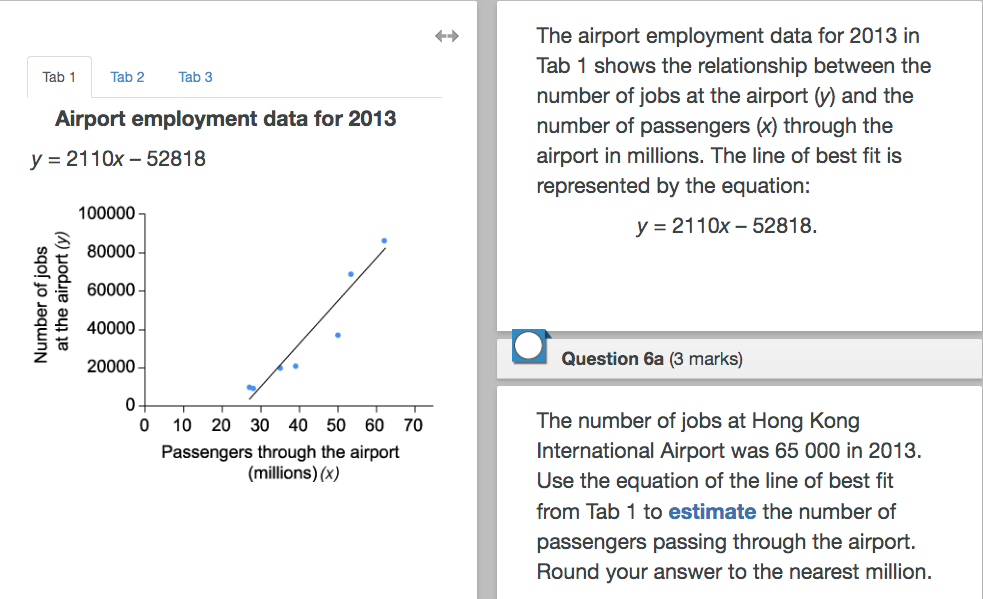 Tab 1 Tab 2 Tab 3
Airport employment data for 2013
y = 2110x – 52818
Number of jobs
at the airport (y)
100000
80000
60000
40000
20000
0
0 10 20 30 40 50 60 70
Passengers through the airport
(millions) (x)
The airport employment data for 2013 in
Tab 1 shows the relationship between the
number of jobs at the airport (y) and the
number of passengers (x) through the
airport in millions. The line of best fit is
represented by the equation:
y = 2110x – 52818.
Question 6a (3 marks)
The number of jobs at Hong Kong
International Airport was 65 000 in 2013.
Use the equation of the line of best fit
from Tab 1 to estimate the number of
passengers passing through the airport.
Round your answer to the nearest million.